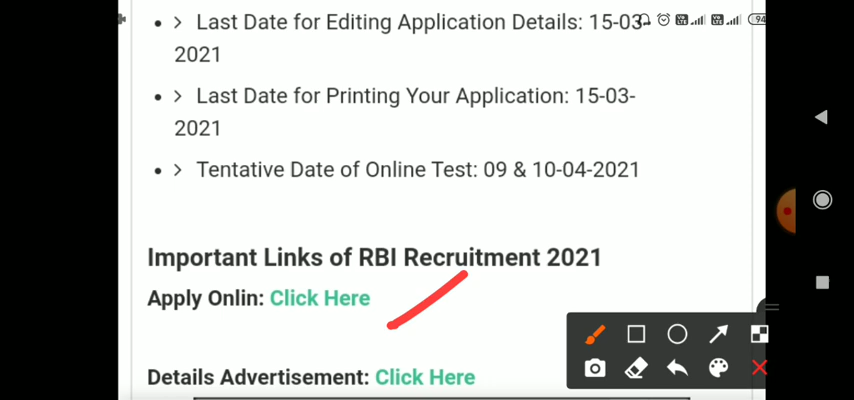 > Last Date for Editing Application Details: 15-03-
2021
> Last Date for Printing Your Application: 15-03-
2021
> Tentative Date of Online Test: 09 & 10-04-2021
Important Links of RBI Recruitment 2021
Apply Onlin: Click Here
Details Advertisement: Click Here
94